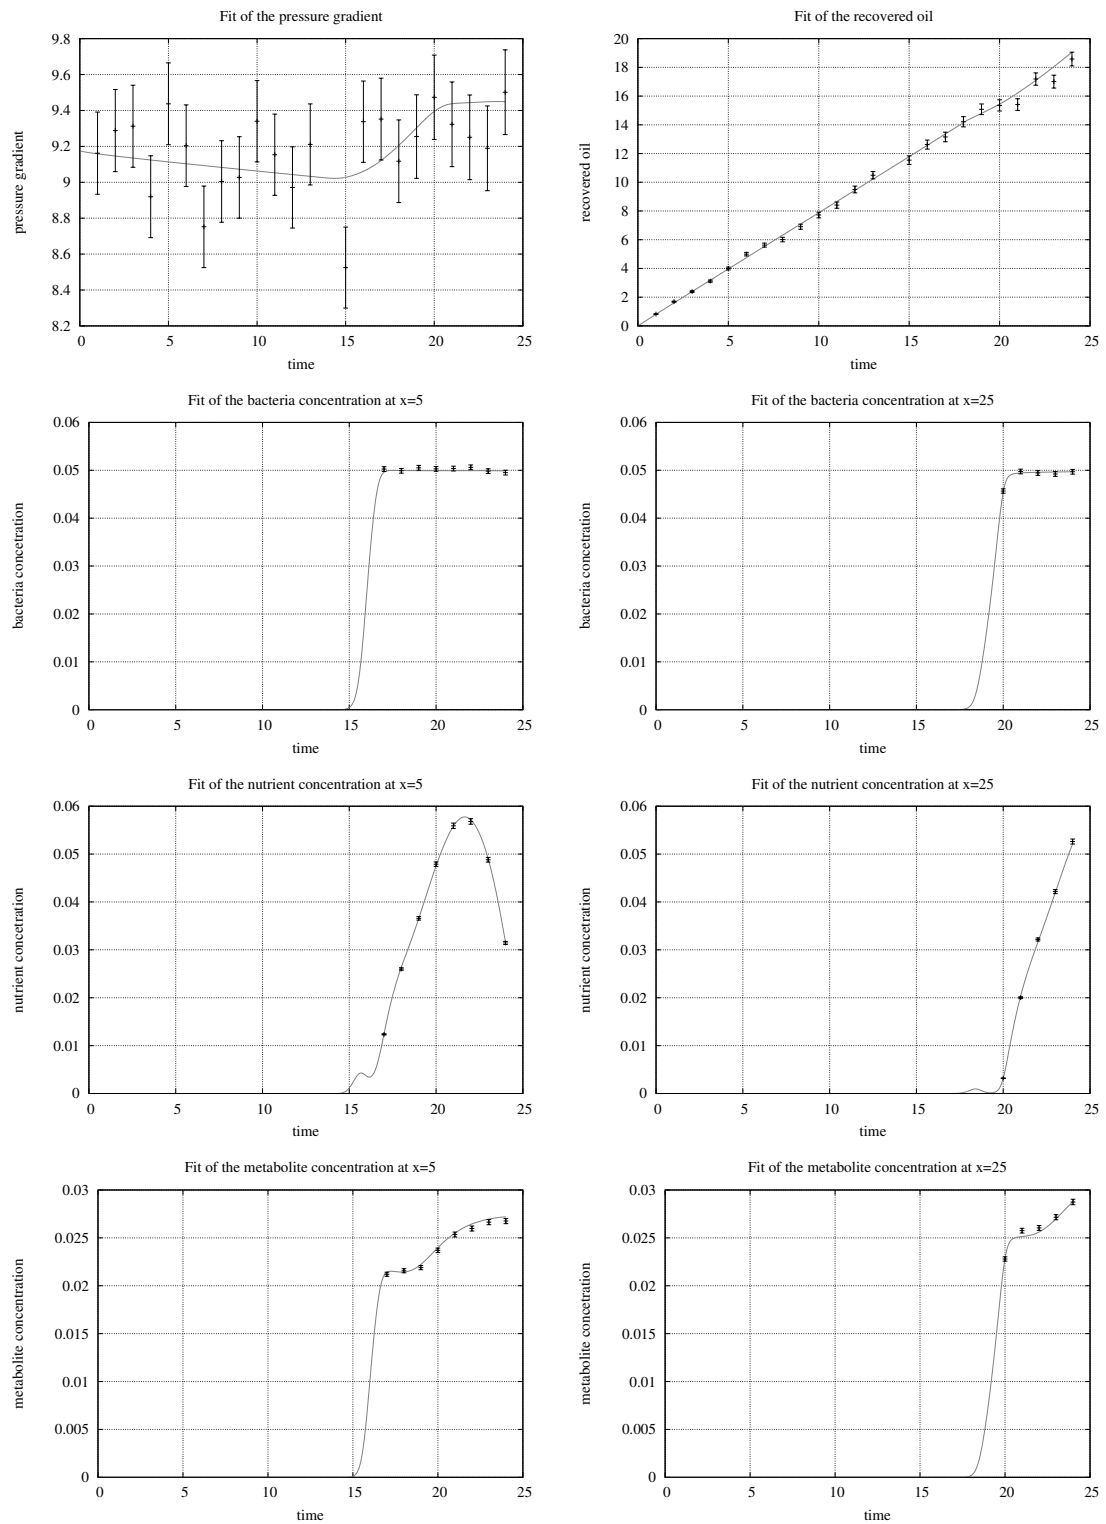 Fit of the pressure gradient
9.8
9.6
9.4
9.2
9
8.8
8.6
8.4
8.2
0 5 10 15 20 25
pressure gradient
time
Fit of the recovered oil
20
18
16
14
12
10
8
6
4
2
0
0 5 10 15 20 25
recovered oil
time
Fit of the bacteria concentration at x=5
0.06
0.05
0.04
0.03
0.02
0.01
0
0 5 10 15 20 25
bacteria concetration
time
Fit of the bacteria concentration at x=25
0.06
0.05
0.04
0.03
0.02
0.01
0
0 5 10 15 20 25
bacteria concetration
time
Fit of the nutrient concentration at x=5
0.06
0.05
0.04
0.03
0.02
0.01
0
0 5 10 15 20 25
nutrient concetration
time
Fit of the nutrient concentration at x=25
0.06
0.05
0.04
0.03
0.02
0.01
0
0 5 10 15 20 25
nutrient concetration
time
Fit of the metabolite concentration at x=5
0.03
0.025
0.02
0.015
0.01
0.005
0
0 5 10 15 20 25
metabolite concentration
time
Fit of the metabolite concentration at x=25
0.03
0.025
0.02
0.015
0.01
0.005
0
0 5 10 15 20 25
metabolite concetration
time